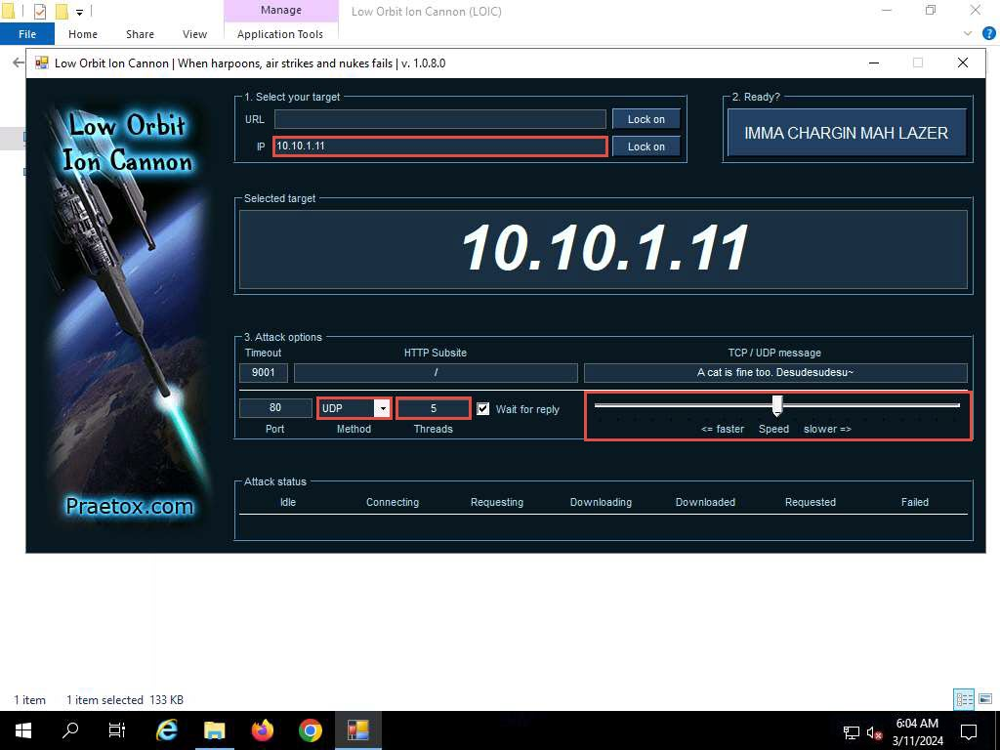 Manage
Low Orbit Ion Cannon (LOIC)
File
Home
Share
View
Application Tools
Low Orbit Ion Cannon | When harpoons, air strikes and nukes fails | v. 1.0.8.0
Low Orbit
Ion Cannon
Praetox.com
1. Select your target
URL
Lock on
IP
10.10.1.11
Lock on
2. Ready?
IMMA CHARGIN MAH LAZER
Selected target
10.10.1.11
3. Attack options
Timeout
HTTP Subsite
TCP / UDP message
9001
/
A cat is fine too. Desudesudesu~
80
UDP
5
Wait for reply
Port
Method
Threads
<= faster
Speed
slower =>
Attack status
Idle
Connecting
Requesting
Downloading
Downloaded
Requested
Failed
1 item
1 item selected 133 KB
6:04 AM
3/11/2024